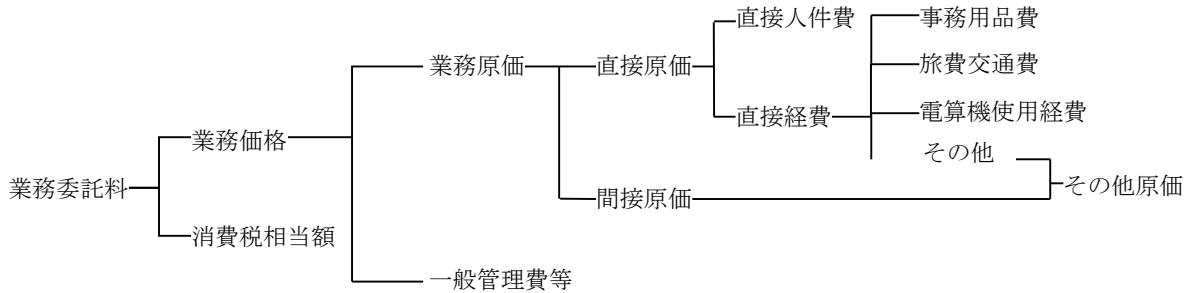 直接人件費
事務用品費
業務原価
直接原価
旅費交通費
直接経費
電算機使用経費
業務価格
その他
業務委託料
その他原価
間接原価
消費税相当額
一般管理費等